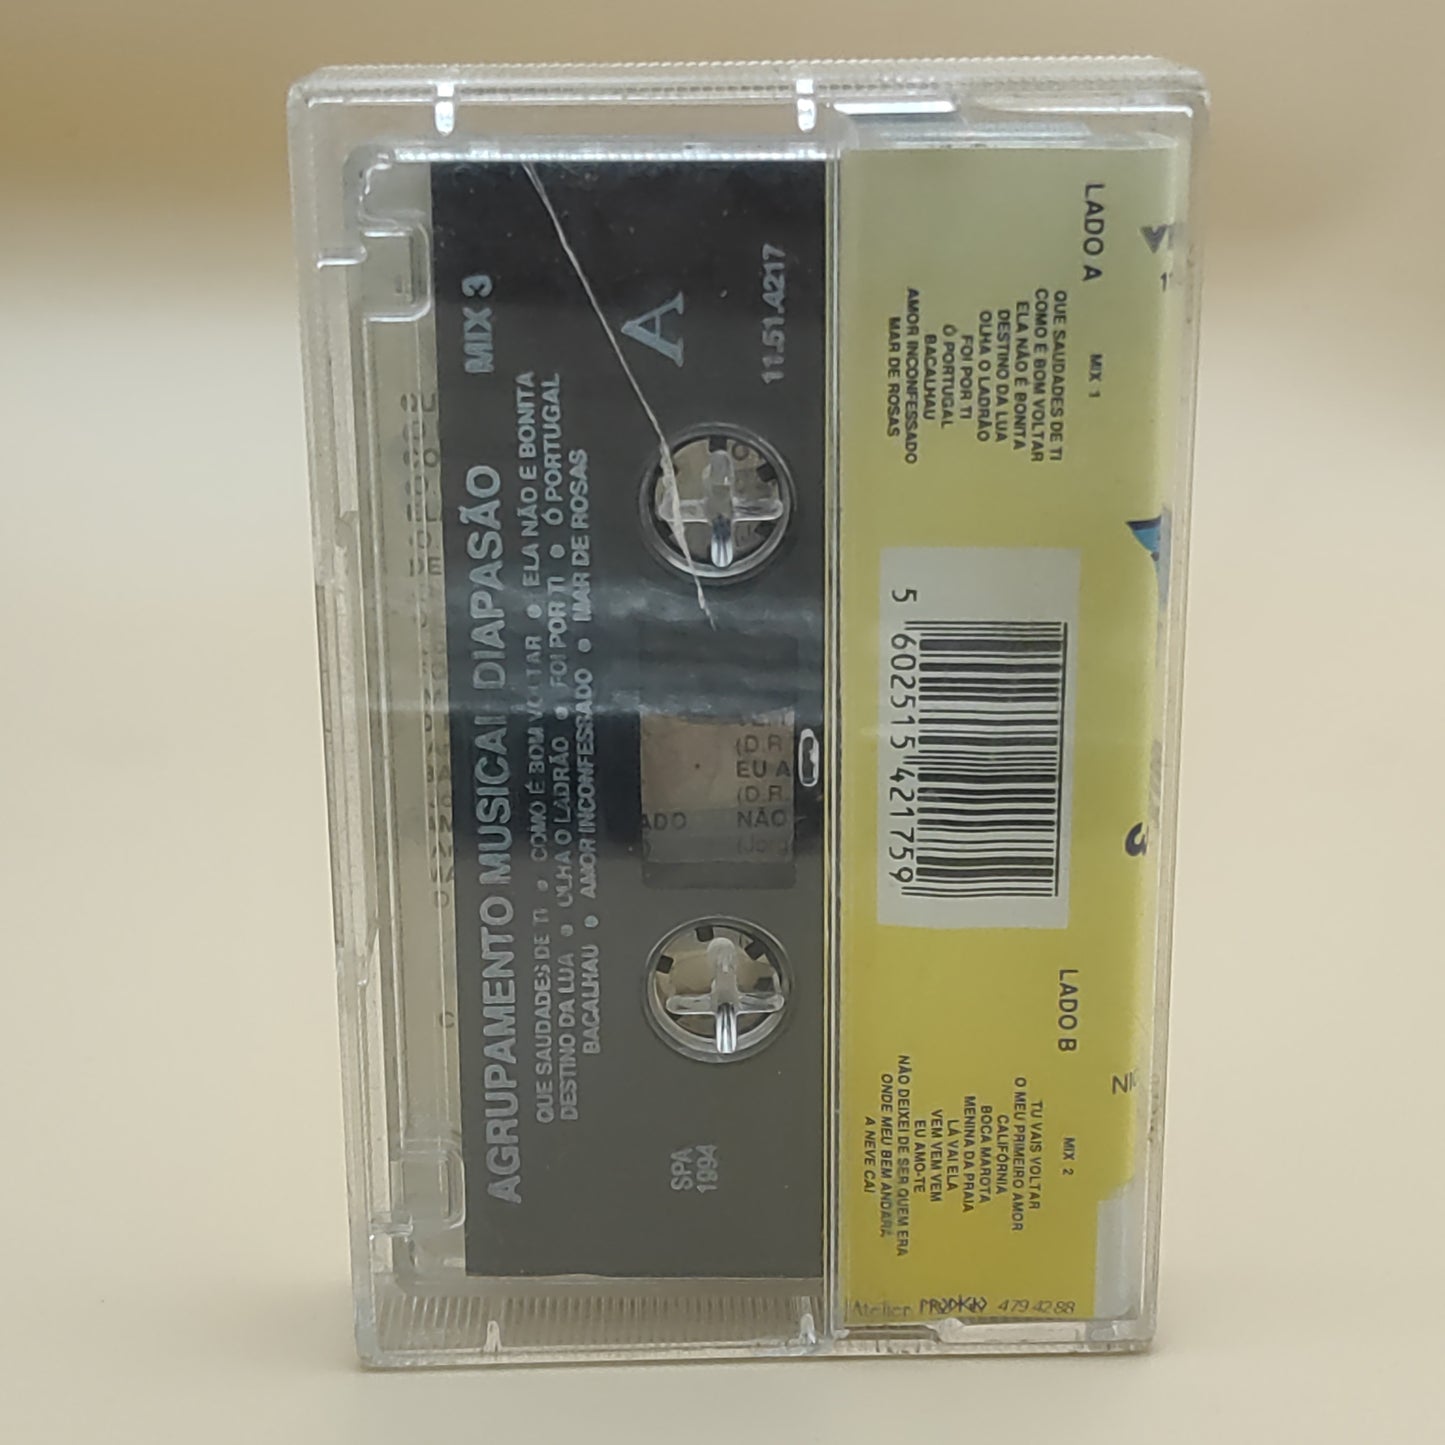 MIX 3
AGRUPAMENTO MUSICAL DIAPASÃO
QUE SAUDADES DE TI ● COMO É BOM VOLTAR ● ELA NÃO E BONITA
DESTINO DA LUA ● OLHA O LADRÃO ● FOI POR TI ● Ó PORTUGAL
BACALHAU ● AMOR INCONFESSADO ● MAR DE ROSAS
A
11.51.4217
SPA
1994
(D.R
EU A
(D.R.
ADO
NÃO
(Jorg
LADO A
MIX 1
QUE SAUDADES DE TI
COMO É BOM VOLTAR
ELA NÃO É BONITA
DESTINO DA LUA
OLHA O LADRÃO
FOI POR TI
Ó PORTUGAL
BACALHAU
AMOR INCONFESSADO
MAR DE ROSAS
5 602515 421759
3
LADO B
MIX 2
TU VAIS VOLTAR
O MEU PRIMEIRO AMOR
CALIFÓRNIA
BOCA MAROTA
MENINA DA PRAIA
LÁ VAI ELA
VEM VEM VEM
EU AMO-TE
NÃO DEIXEI DE SER QUEM ERA
ONDE MEU BEM ANDARÁ
A NEVE CAI
Atelier 479 42 88